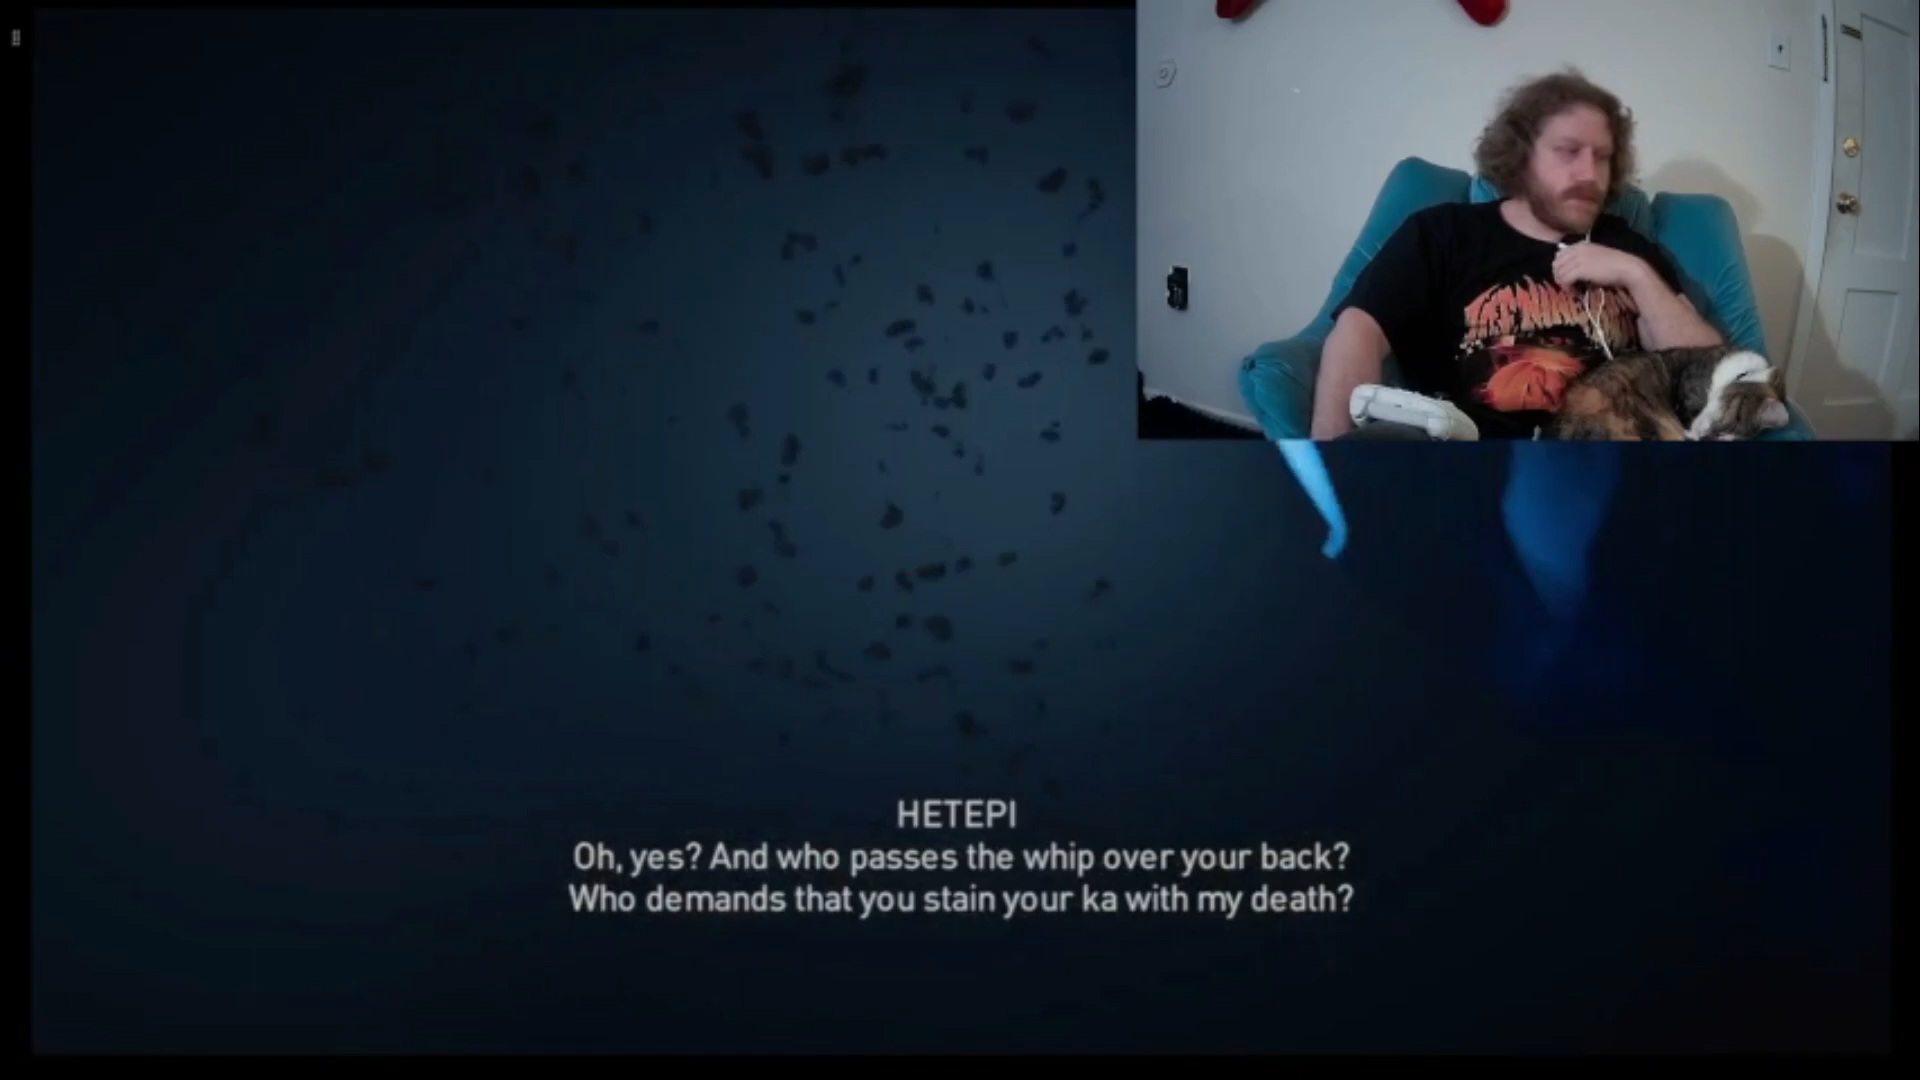 HETEPI
Oh, yes? And who passes the whip over your back?
Who demands that you stain your ka with my death?